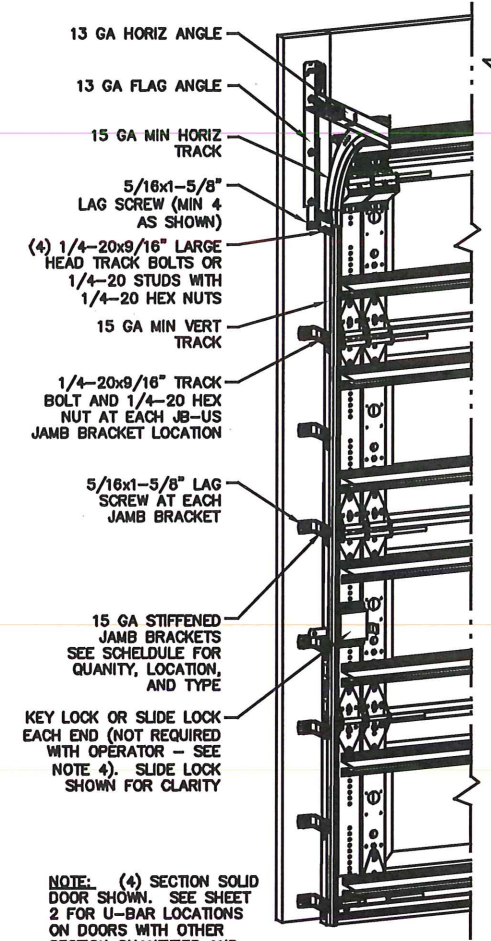 13 GA HORIZ ANGLE
13 GA FLAG ANGLE
15 GA MIN HORIZ
TRACK
5/16x1-5/8"
LAG SCREW (MIN 4
AS SHOWN)
(4) 1/4-20x9/16" LARGE
HEAD TRACK BOLTS OR
1/4-20 STUDS WITH
1/4-20 HEX NUTS
15 GA MIN VERT
TRACK
1/4-20x9/16" TRACK
BOLT AND 1/4-20 HEX
NUT AT EACH JB-US
JAMB BRACKET LOCATION
5/16x1-5/8" LAG
SCREW AT EACH
JAMB BRACKET
15 GA STIFFENED
JAMB BRACKETS
SEE SCHELDULE FOR
QUANITY, LOCATION,
AND TYPE
KEY LOCK OR SLIDE LOCK
EACH END (NOT REQUIRED
WITH OPERATOR - SEE
NOTE 4). SLIDE LOCK
SHOWN FOR CLARITY
NOTE: (4) SECTION SOLID
DOOR SHOWN. SEE SHEET
2 FOR U-BAR LOCATIONS
ON DOORS WITH OTHER